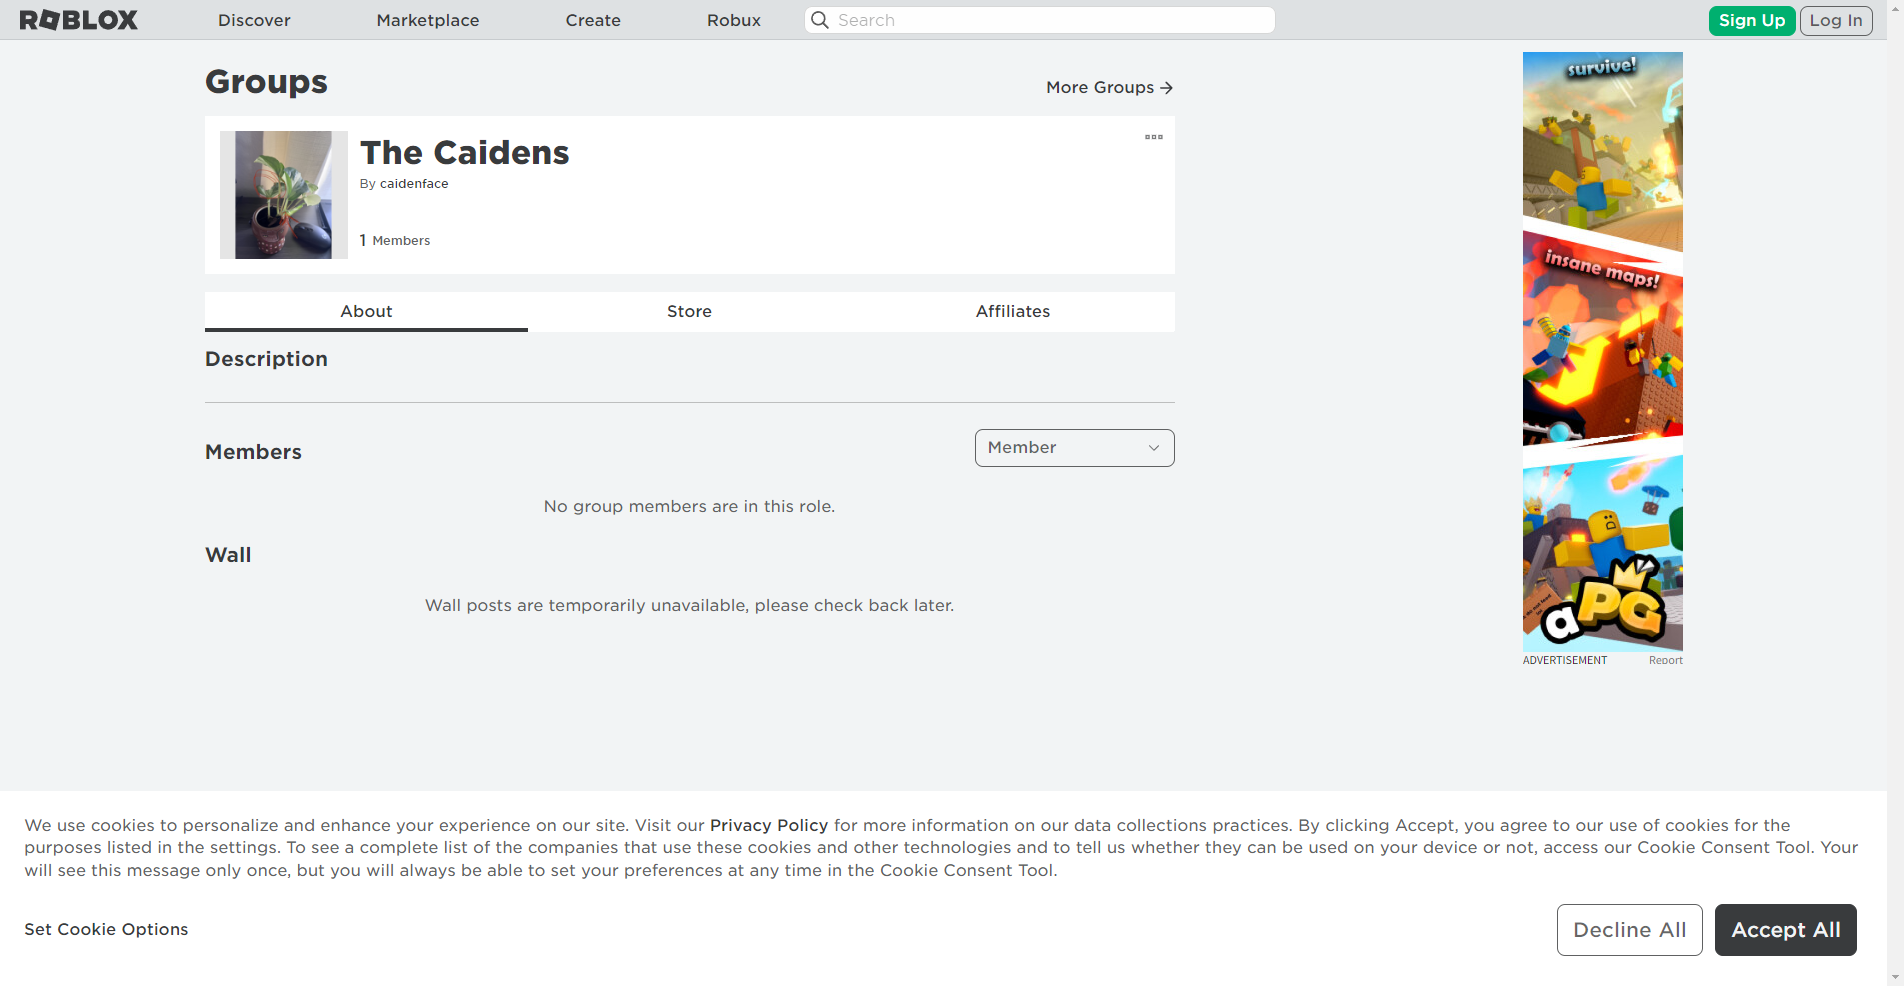 ROBLOX
Discover
Marketplace
Create
Robux
Search
Sign Up
Log In
Groups
More Groups
The Caidens
By caidenface
1 Members
About
Store
Affiliates
Description
Members
Member
No group members are in this role.
Wall
Wall posts are temporarily unavailable, please check back later.
survive!
insane maps!
aPG
ADVERTISEMENT
Report
We use cookies to personalize and enhance your experience on our site. Visit our Privacy Policy for more information on our data collections practices. By clicking Accept, you agree to our use of cookies for the
purposes listed in the settings. To see a complete list of the companies that use these cookies and other technologies and to tell us whether they can be used on your device or not, access our Cookie Consent Tool. Your
will see this message only once, but you will always be able to set your preferences at any time in the Cookie Consent Tool.
Set Cookie Options
Decline All
Accept All